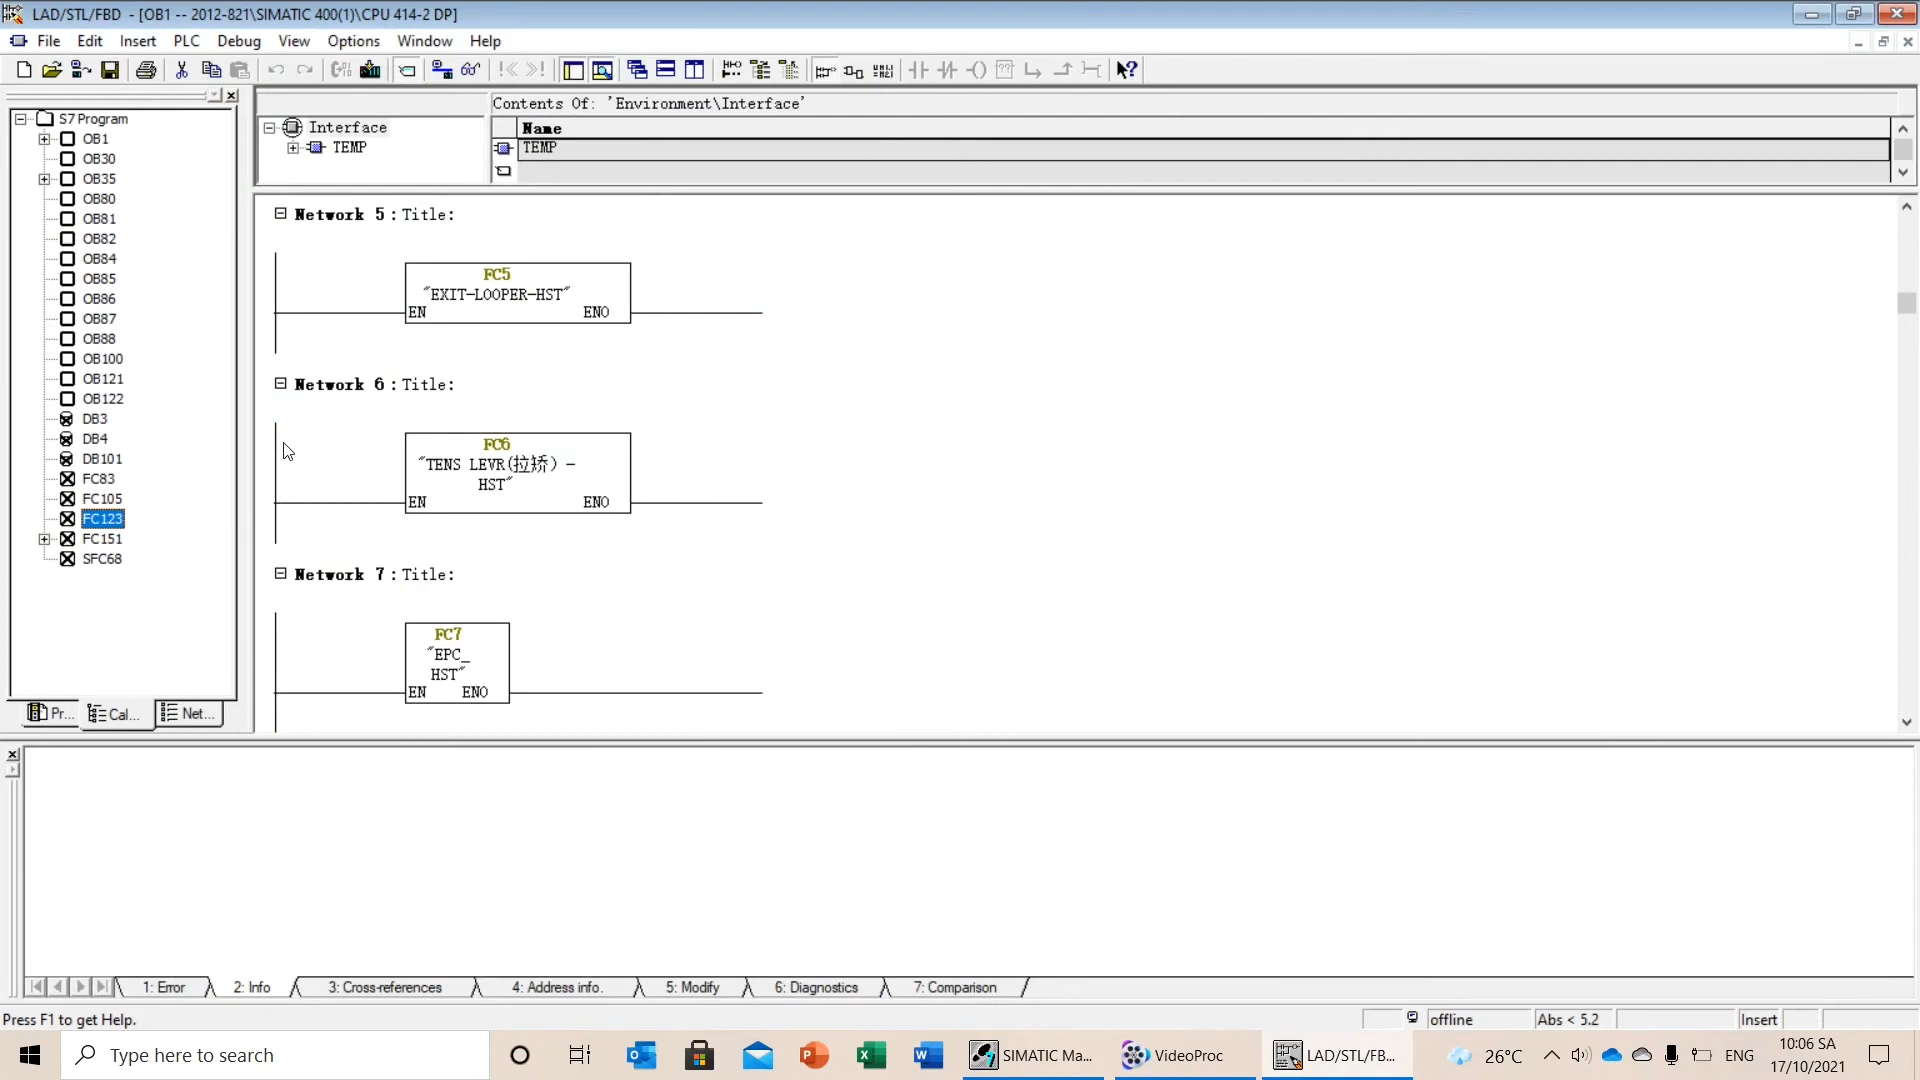 LAD/STL/FBD - [OB1 -- 2012-821\SIMATIC 400(1)\CPU 414-2 DP]
File Edit Insert PLC Debug View Options Window Help
S7 Program
OB1
OB30
OB35
OB80
OB81
OB82
OB84
OB85
OB86
OB87
OB88
OB100
OB121
OB122
DB3
DB4
DB101
FC83
FC105
FC123
FC151
SFC68
Pr... Cal... Net...
Contents Of: 'Environment\Interface'
Interface
TEMP
Name
TEMP
Network 5 : Title:
FC5
"EXIT-LOOPER-HST"
EN ENO
Network 6 : Title:
FC6
"TENS LEVR(拉矫）-
HST"
EN ENO
Network 7 : Title:
FC7
"EPC_
HST"
EN ENO
1: Error 2: Info 3: Cross-references 4: Address info. 5: Modify 6: Diagnostics 7: Comparison
Press F1 to get Help.
offline Abs < 5.2 Insert
Type here to search
SIMATIC Ma... VideoProc LAD/STL/FB...
26°C ENG
10:06 SA
17/10/2021